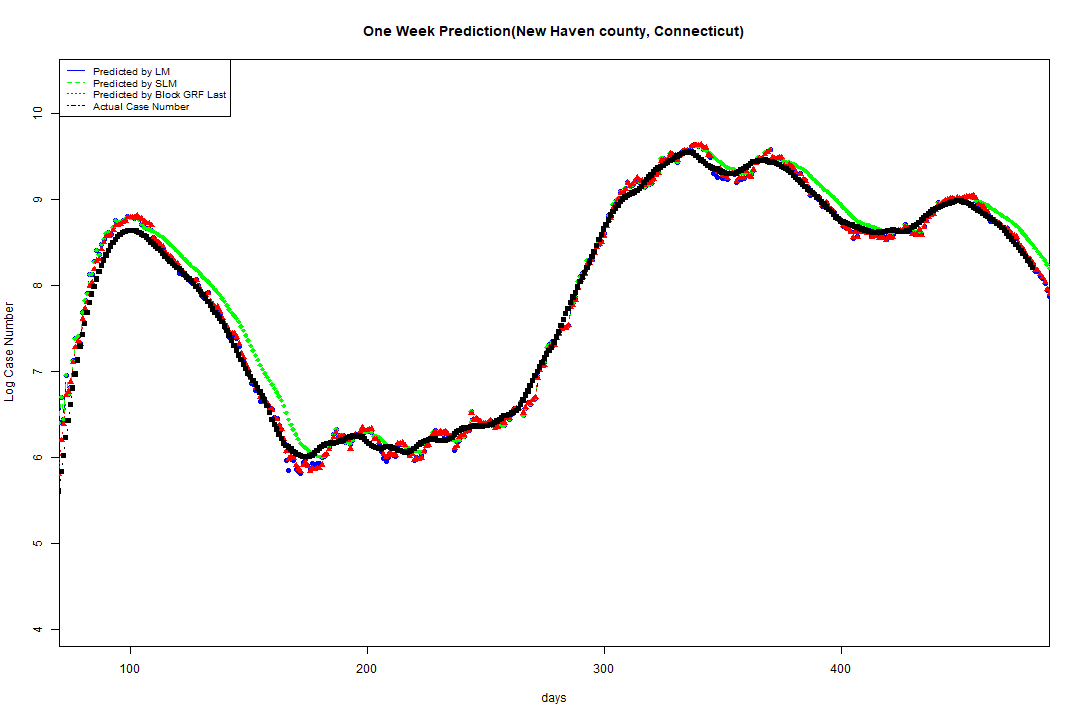 One Week Prediction(New Haven county, Connecticut)
Predicted by LM
Predicted by SLM
Predicted by Block GRF Last
Actual Case Number
Log Case Number
10
9
8
7
6
5
4
100 200 300 400
days